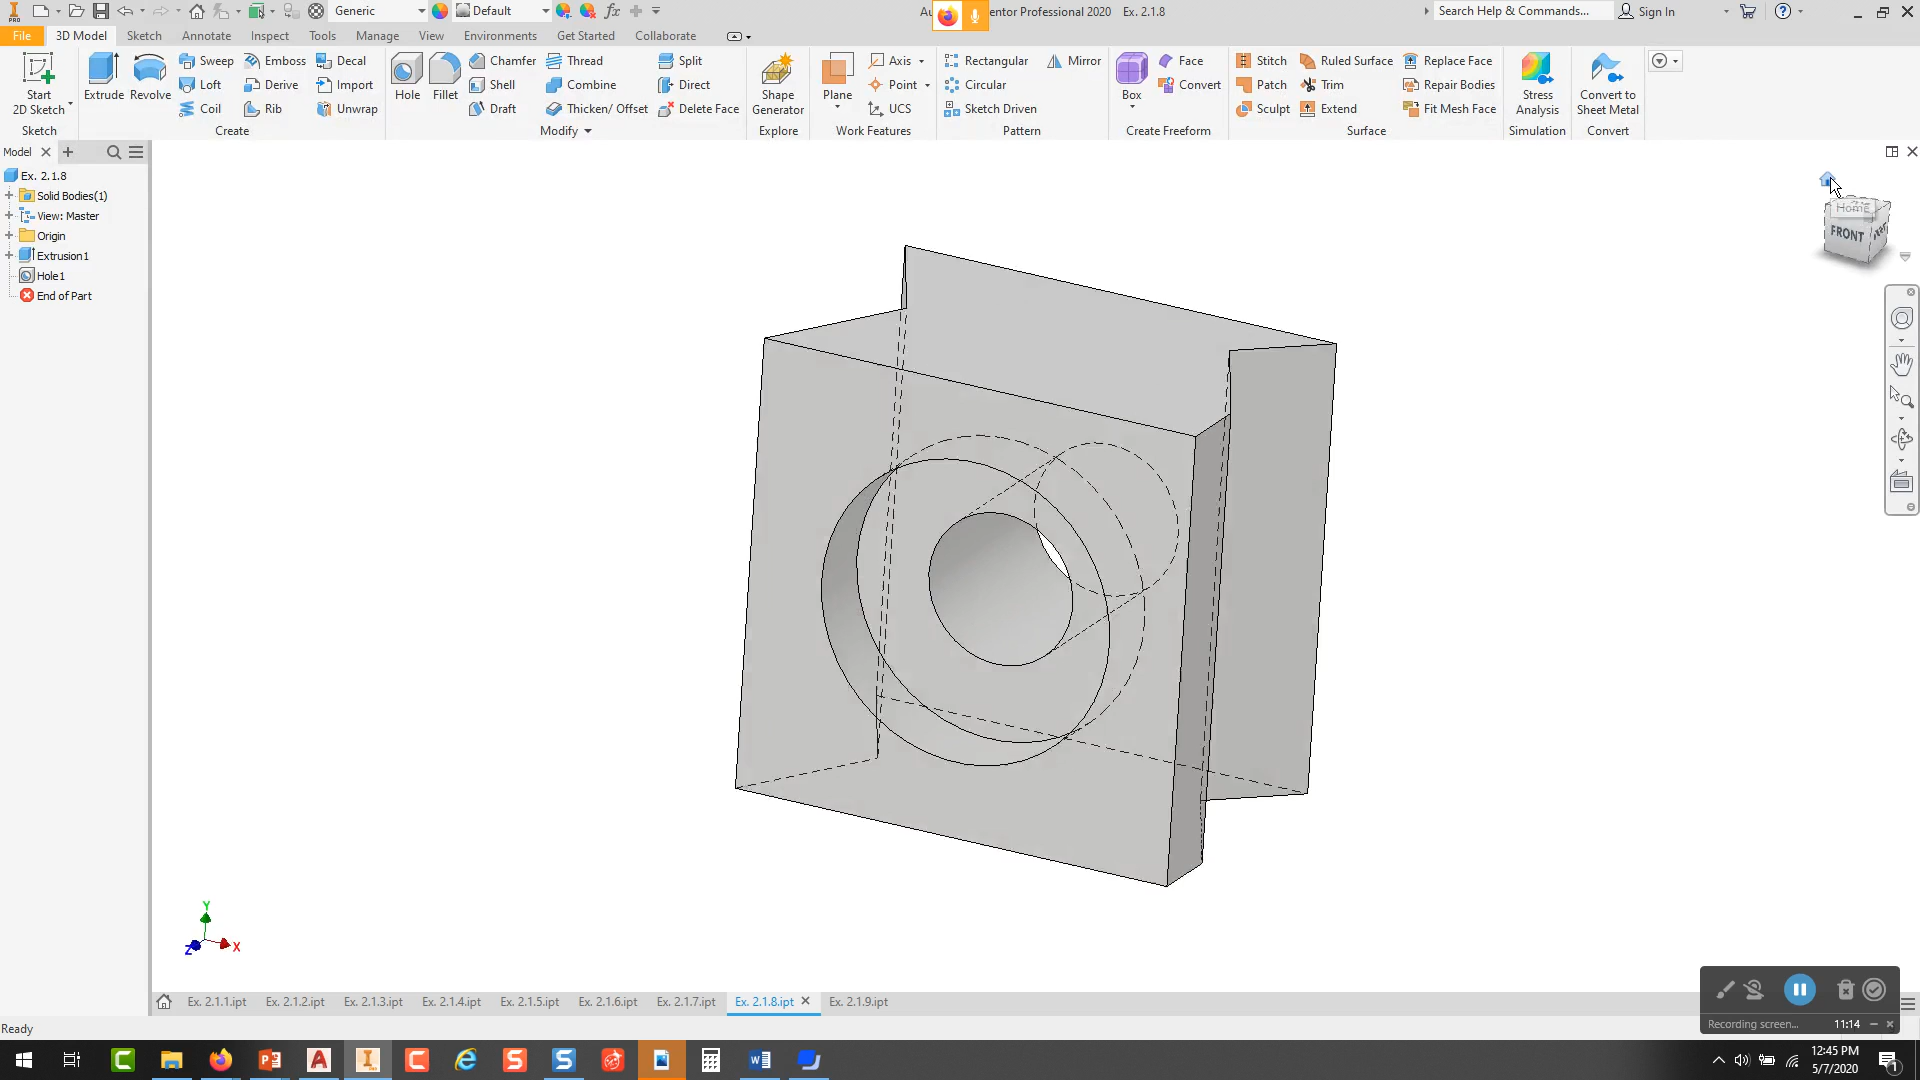 Generic
Default
Au
entor Professional 2020 Ex. 2.1.8
Search Help & Commands...
Sign In
File
3D Model
Sketch
Annotate
Inspect
Tools
Manage
View
Environments
Get Started
Collaborate
Start
2D Sketch
Sketch
Extrude
Revolve
Sweep
Loft
Coil
Emboss
Derive
Rib
Decal
Import
Unwrap
Create
Hole
Fillet
Chamfer
Shell
Draft
Thread
Combine
Thicken/ Offset
Split
Direct
Delete Face
Modify
Shape
Generator
Explore
Plane
Axis
Point
UCS
Work Features
Rectangular
Circular
Sketch Driven
Mirror
Pattern
Box
Face
Convert
Create Freeform
Stitch
Patch
Sculpt
Ruled Surface
Trim
Extend
Replace Face
Repair Bodies
Fit Mesh Face
Surface
Stress
Analysis
Simulation
Convert to
Sheet Metal
Convert
Model
Ex. 2.1.8
Solid Bodies(1)
View: Master
Origin
Extrusion1
Hole1
End of Part
Home
FRONT
Y
Z
X
Ex. 2.1.1.ipt
Ex. 2.1.2.ipt
Ex. 2.1.3.ipt
Ex. 2.1.4.ipt
Ex. 2.1.5.ipt
Ex. 2.1.6.ipt
Ex. 2.1.7.ipt
Ex. 2.1.8.ipt
Ex. 2.1.9.ipt
Ready
Recording screen...
11:14
12:45 PM
5/7/2020